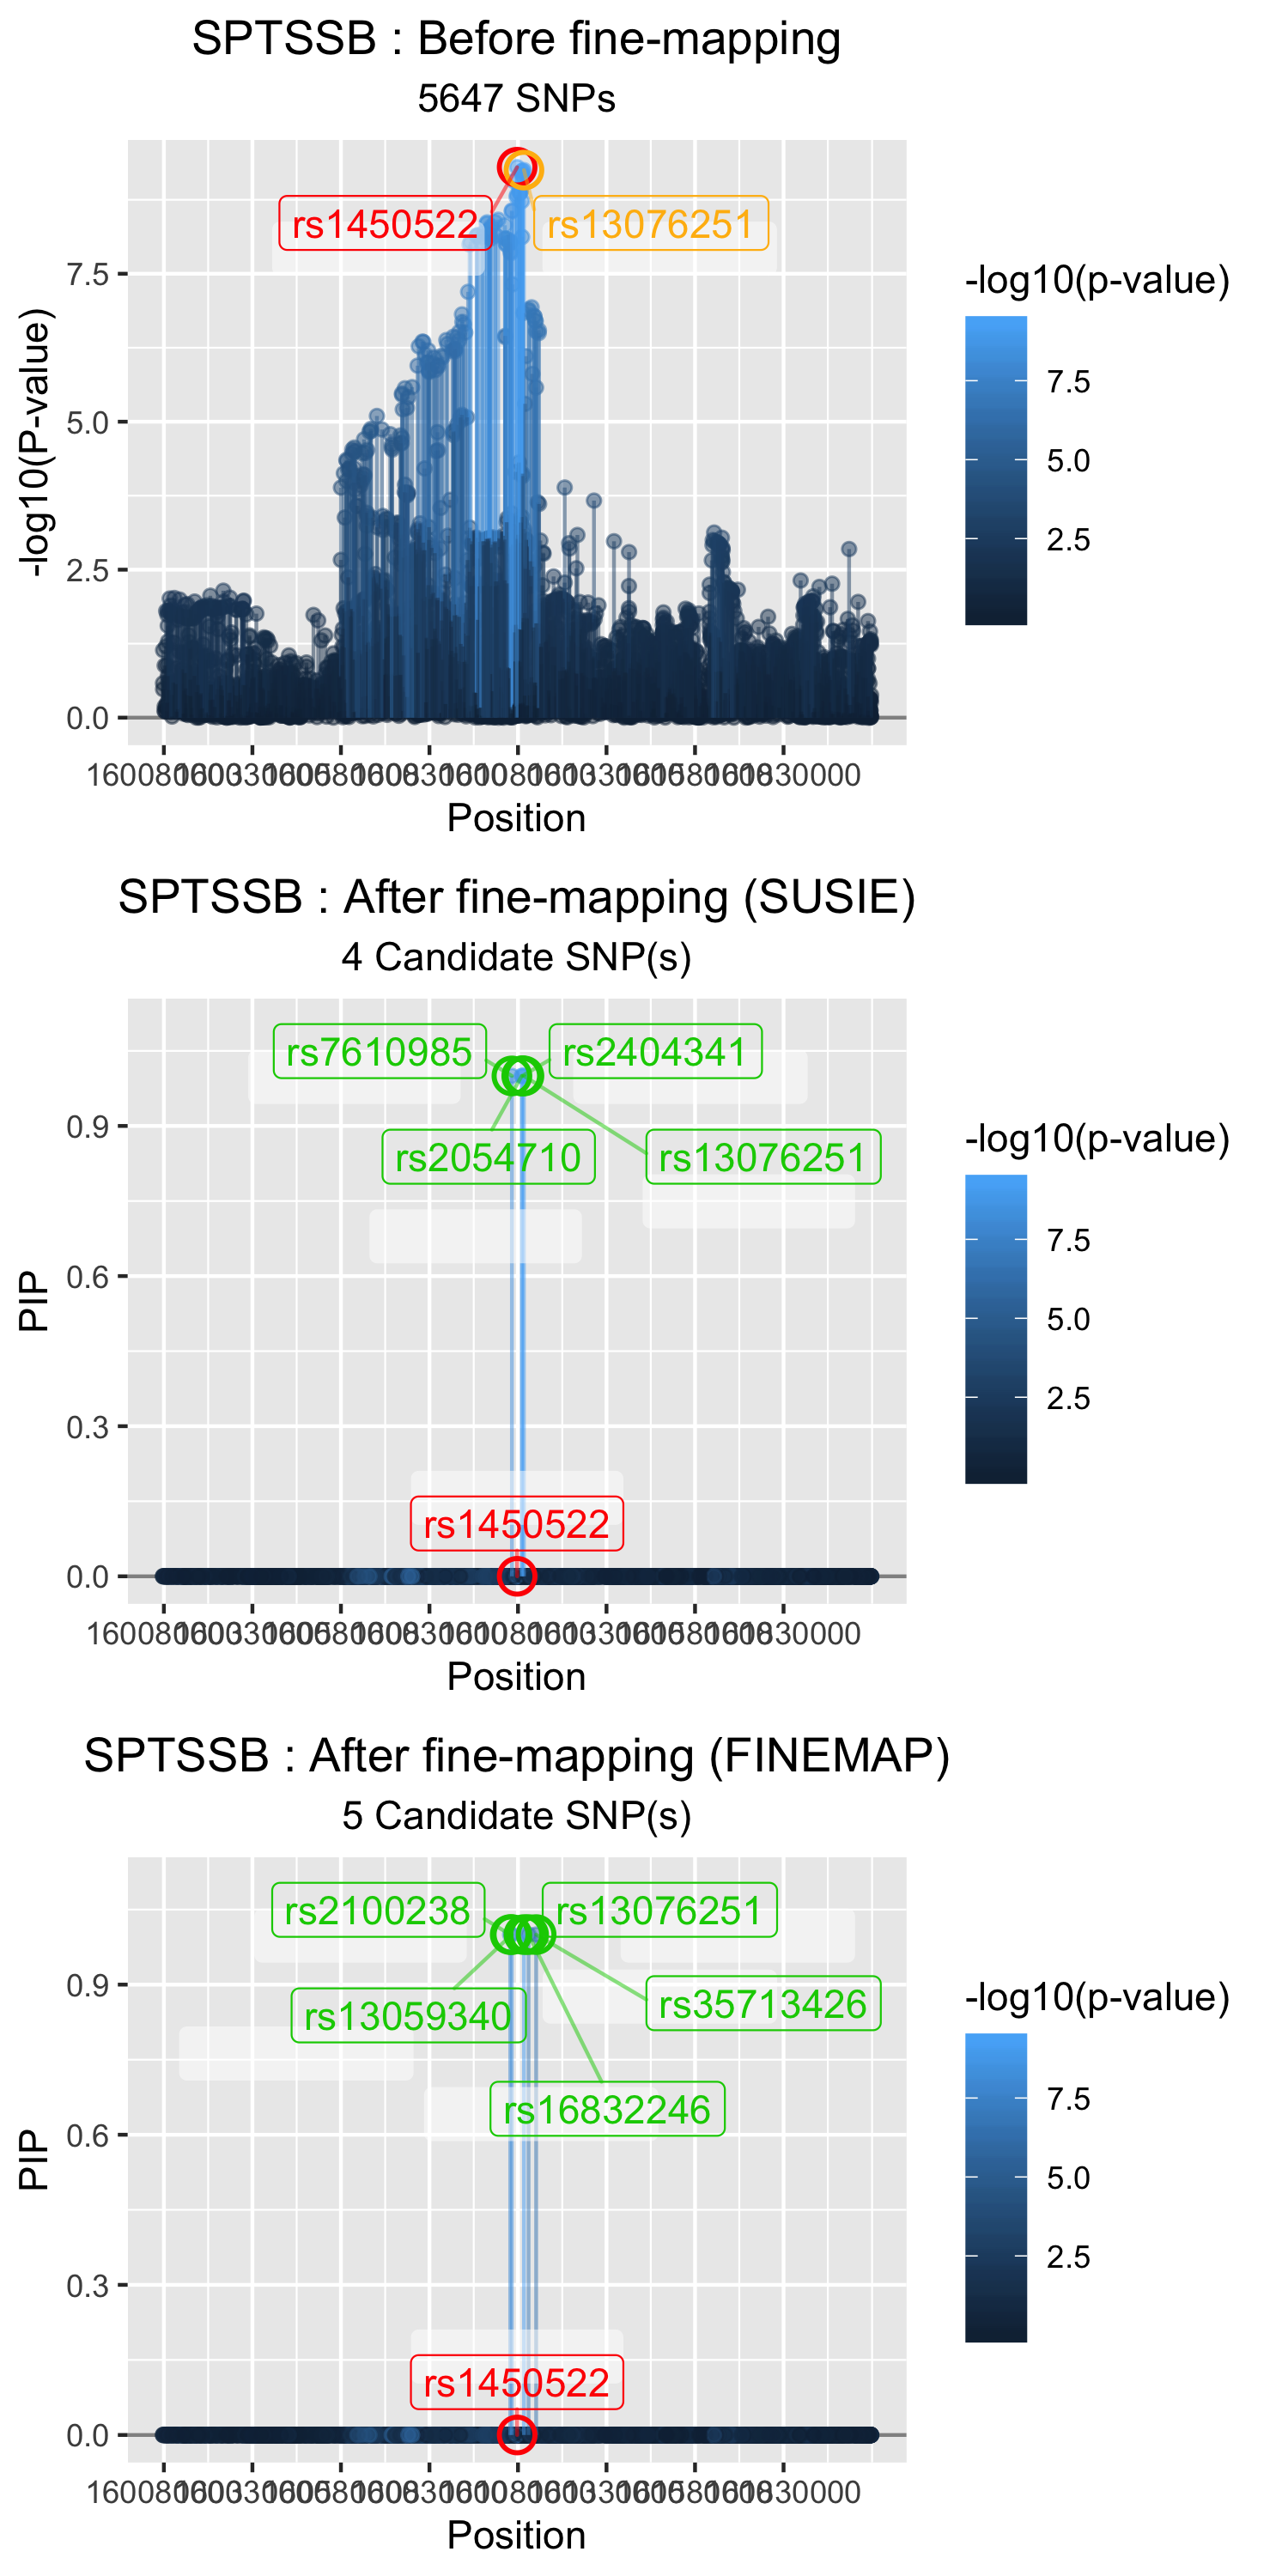 SPTSSB : Before fine-mapping
5647 SNPs
-log10(P-value)
7.5
5.0
2.5
0.0
rs1450522
rs13076251
Position
-log10(p-value)
7.5
5.0
2.5
SPTSSB : After fine-mapping (SUSIE)
4 Candidate SNP(s)
PIP
0.9
0.6
0.3
0.0
rs7610985
rs2404341
rs2054710
rs13076251
rs1450522
Position
-log10(p-value)
7.5
5.0
2.5
SPTSSB : After fine-mapping (FINEMAP)
5 Candidate SNP(s)
PIP
0.9
0.6
0.3
0.0
rs2100238
rs13076251
rs13059340
rs35713426
rs16832246
rs1450522
Position
-log10(p-value)
7.5
5.0
2.5